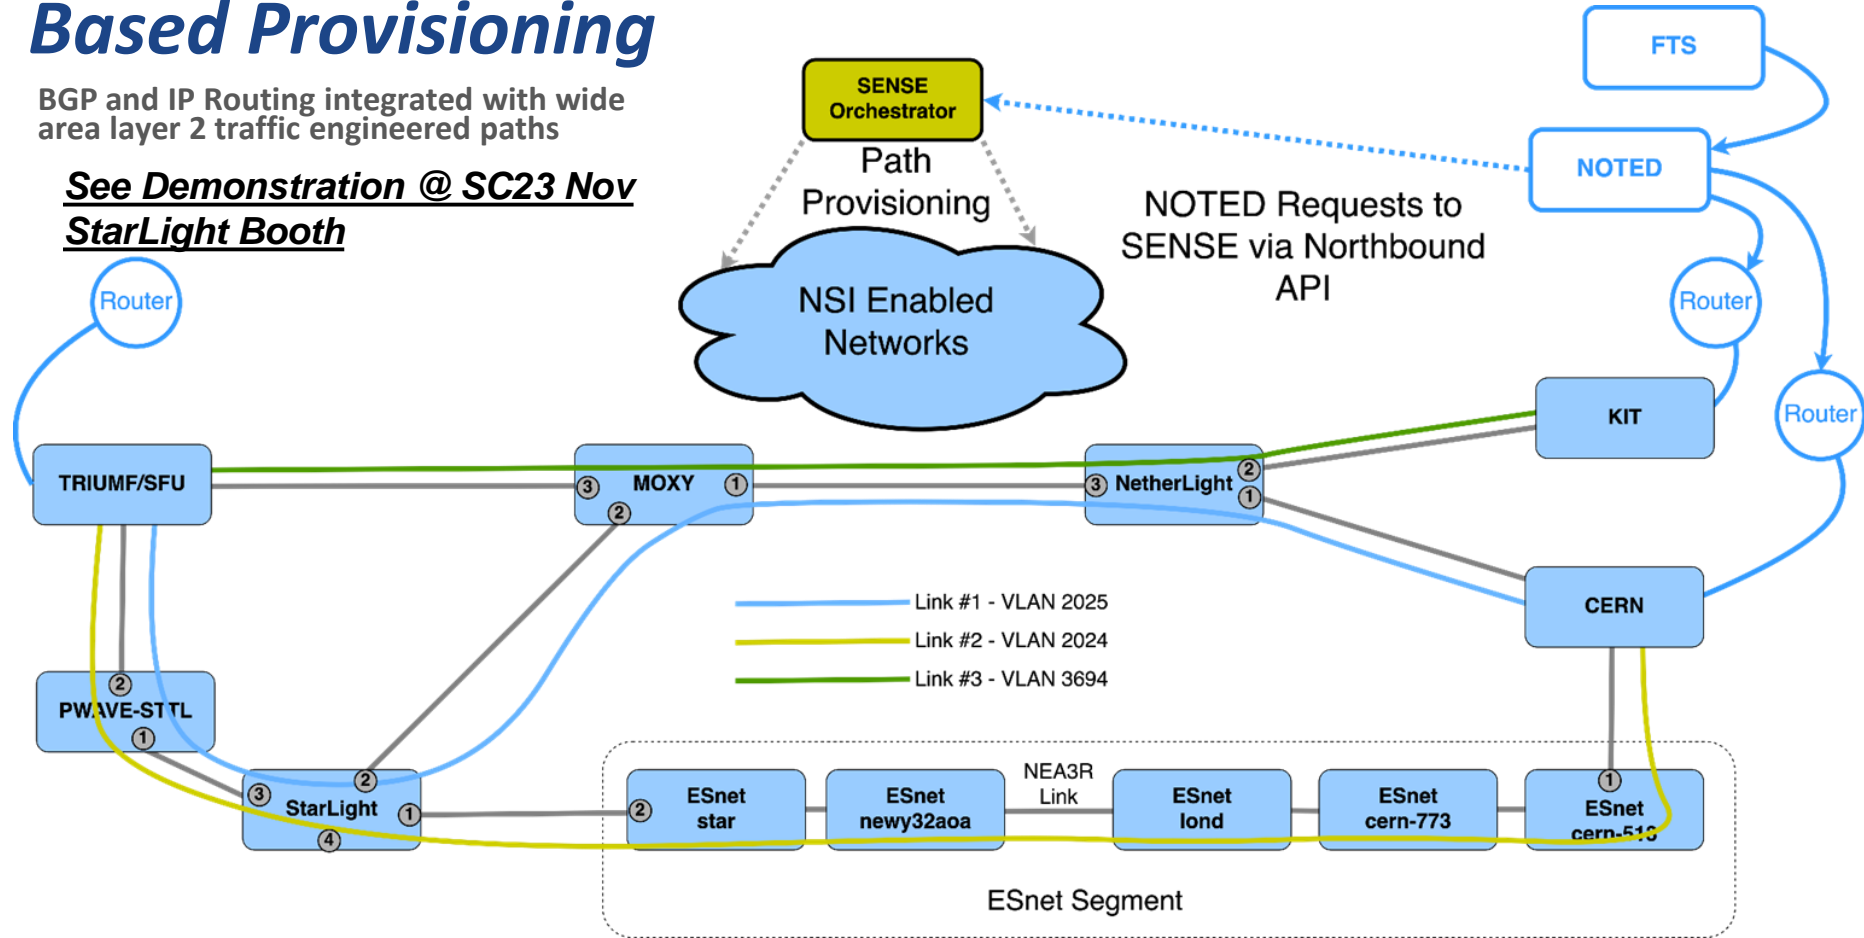 Based Provisioning
BGP and IP Routing integrated with wide
area layer 2 traffic engineered paths
See Demonstration @ SC23 Nov
StarLight Booth
SENSE
Orchestrator
Path
Provisioning
NSI Enabled
Networks
NOTED Requests to
SENSE via Northbound
API
FTS
NOTED
Router
Router
Router
KIT
TRIUMF/SFU
3
MOXY
1
2
3
NetherLight
2
1
CERN
Link #1 - VLAN 2025
Link #2 - VLAN 2024
Link #3 - VLAN 3694
2
PWAVE-STTL
1
3
2
StarLight
1
4
2
ESnet
star
ESnet
newy32aoa
NEA3R
Link
ESnet
lond
ESnet
cern-773
1
ESnet
cern-513
ESnet Segment